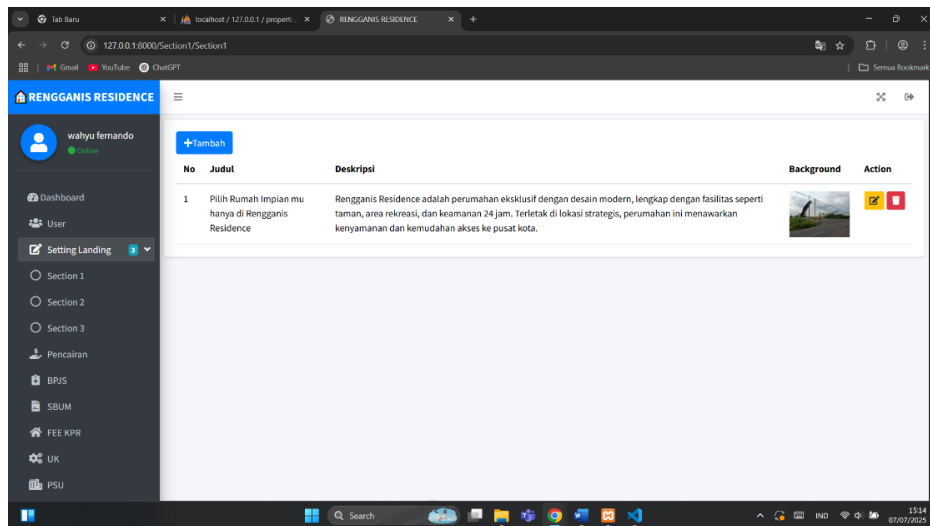 Tab Baru
localhost / 127.0.0.1 / properti
RENGGANIS RESIDENCE
127.0.0.1:8000/Section1/Section1
Gmail
YouTube
ChatGPT
Semua Bookmark
RENGGANIS RESIDENCE
wahyu fernando
Online
Dashboard
User
Setting Landing 3
Section 1
Section 2
Section 3
Pencairan
BPJS
SBUM
FEE KPR
UK
PSU
+Tambah
No Judul Deskripsi Background Action
1
Pilih Rumah Impian mu
hanya di Rengganis
Residence
Rengganis Residence adalah perumahan eksklusif dengan desain modern, lengkap dengan fasilitas seperti
taman, area rekreasi, dan keamanan 24 jam. Terletak di lokasi strategis, perumahan ini menawarkan
kenyamanan dan kemudahan akses ke pusat kota.
Search
IND
15:14
07/07/2025